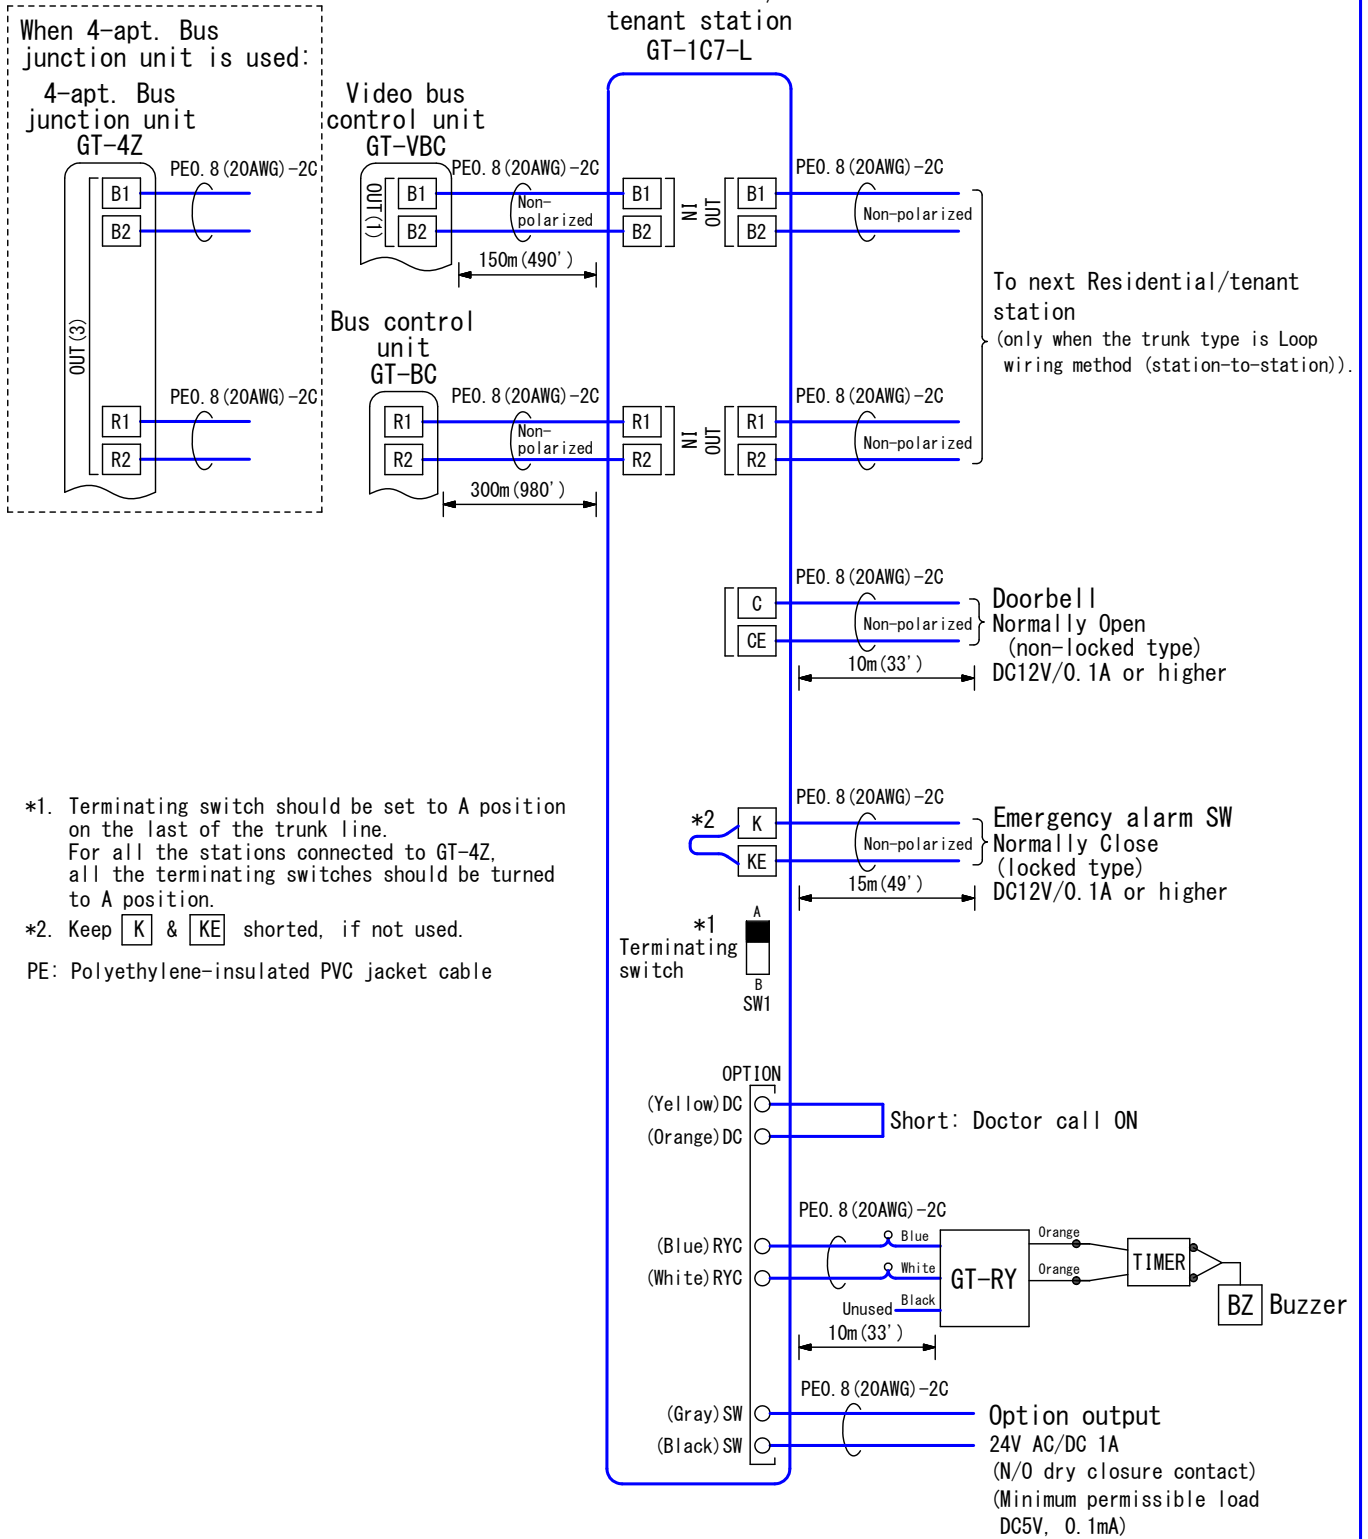 tenant station
GT-1C7-L
When 4-apt. Bus
junction unit is used:
4-apt. Bus
junction unit
GT-4Z
PE0.8(20AWG)-2C
B1
B2
OUT(3)
PE0.8(20AWG)-2C
R1
R2
Video bus
control unit
GT-VBC
PE0.8(20AWG)-2C
OUT(1)
B1
B2
Non-
polarized
150m(490')
Bus control
unit
GT-BC
PE0.8(20AWG)-2C
R1
R2
Non-
polarized
300m(980')
B1
B2
IN
OUT
B1
B2
PE0.8(20AWG)-2C
Non-polarized
R1
R2
IN
OUT
R1
R2
PE0.8(20AWG)-2C
Non-polarized
To next Residential/tenant
station
(only when the trunk type is Loop
wiring method (station-to-station)).
PE0.8(20AWG)-2C
C
CE
Non-polarized
10m(33')
Doorbell
Normally Open
(non-locked type)
DC12V/0.1A or higher
*2
K
KE
PE0.8(20AWG)-2C
Non-polarized
15m(49')
Emergency alarm SW
Normally Close
(locked type)
DC12V/0.1A or higher
*1
Terminating
switch
A
B
SW1
*1. Terminating switch should be set to A position
on the last of the trunk line.
For all the stations connected to GT-4Z,
all the terminating switches should be turned
to A position.
*2. Keep K & KE shorted, if not used.
PE: Polyethylene-insulated PVC jacket cable
OPTION
(Yellow)DC
(Orange)DC
Short: Doctor call ON
PE0.8(20AWG)-2C
(Blue)RYC
(White)RYC
Blue
White
Unused
Black
10m(33')
GT-RY
Orange
Orange
TIMER
BZ
Buzzer
PE0.8(20AWG)-2C
(Gray)SW
(Black)SW
Option output
24V AC/DC 1A
(N/O dry closure contact)
(Minimum permissible load
DC5V, 0.1mA)